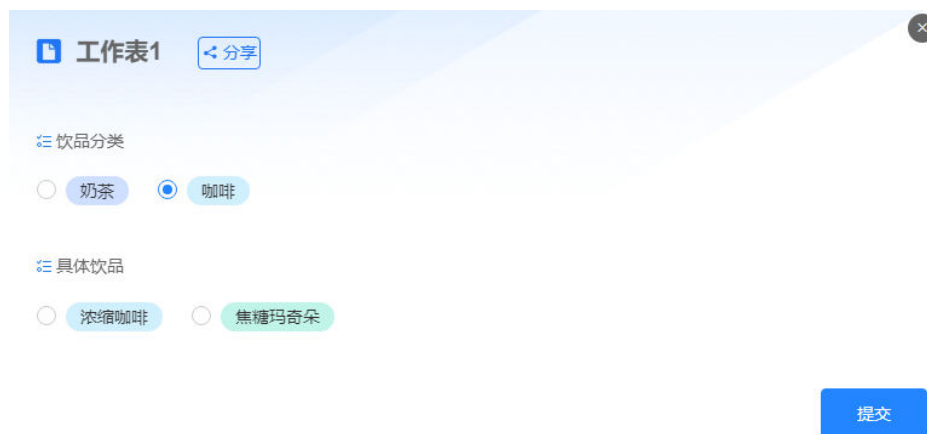 工作表1 分享
饮品分类
奶茶 咖啡
具体饮品
浓缩咖啡 焦糖玛奇朵
提交